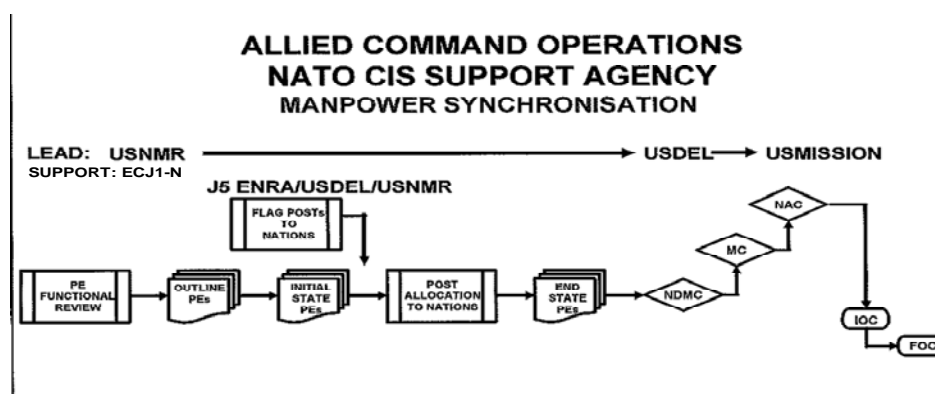 ALLIED COMMAND OPERATIONS
NATO CIS SUPPORT AGENCY
MANPOWER SYNCHRONISATION
LEAD: USNMR USDEL USMISSION
SUPPORT: ECJ1-N
J5 ENRA/USDEL/USNMR
FLAG POSTs
TO
NATIONS
NAC
MC
PE
FUNCTIONAL
REVIEW
OUTLINE
PEs
INITIAL
STATE
PEs
POST
ALLOCATION
TO NATIONS
END
STATE
PEs
NDMC
IOC
FOC